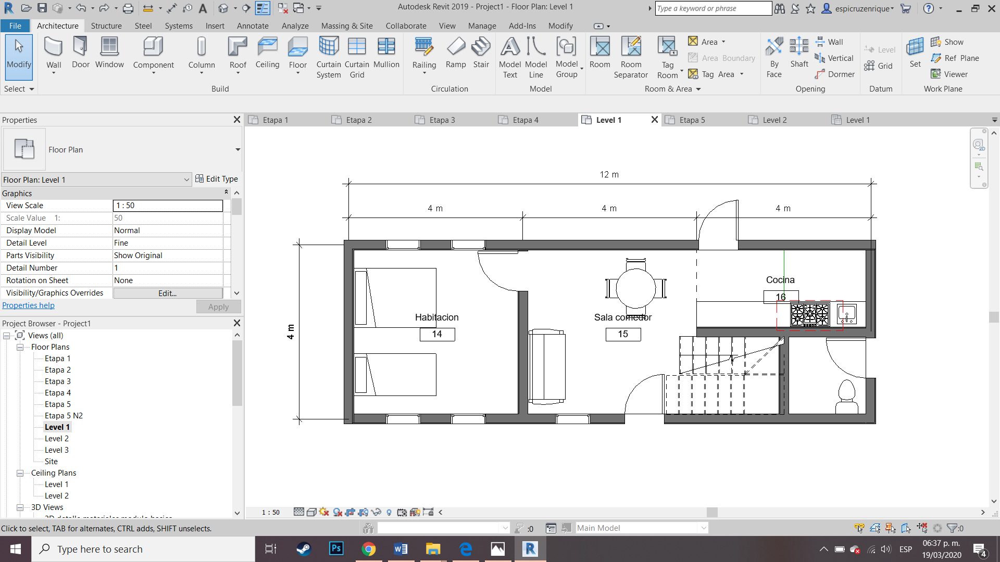 Autodesk Revit 2019 - Project1 - Floor Plan: Level 1
Type a keyword or phrase
espicruzenrique
File
Architecture
Structure
Steel
Systems
Insert
Annotate
Analyze
Massing & Site
Collaborate
View
Manage
Add-Ins
Modify
Modify
Wall
Door
Window
Component
Column
Roof
Ceiling
Floor
Curtain System
Curtain Grid
Mullion
Railing
Ramp
Stair
Model Text
Model Line
Model Group
Room
Room Separator
Tag Room
Area
Area Boundary
Tag Area
By Face
Shaft
Wall
Vertical
Dormer
Level
Grid
Set
Show
Ref Plane
Viewer
Select
Build
Circulation
Model
Room & Area
Opening
Datum
Work Plane
Properties
Etapa 1
Etapa 2
Etapa 3
Etapa 4
Level 1
Etapa 5
Level 2
Level 1
Floor Plan
Floor Plan: Level 1
Edit Type
Graphics
View Scale 1 : 50
Scale Value 1: 50
Display Model Normal
Detail Level Fine
Parts Visibility Show Original
Detail Number 1
Rotation on Sheet None
Visibility/Graphics Overrides Edit...
Properties help
Apply
Project Browser - Project1
Views (all)
Floor Plans
Etapa 1
Etapa 2
Etapa 3
Etapa 4
Etapa 5
Etapa 5 N2
Level 1
Level 2
Level 3
Site
Ceiling Plans
Level 1
Level 2
3D Views
2D
12 m
4 m
4 m
4 m
4 m
Cocina
16
Habitacion
14
Sala comedor
15
1 : 50
Click to select, TAB for alternates, CTRL adds, SHIFT unselects.
:0
Main Model
:0
Type here to search
Ps
ESP
06:37 p. m.
19/03/2020
4